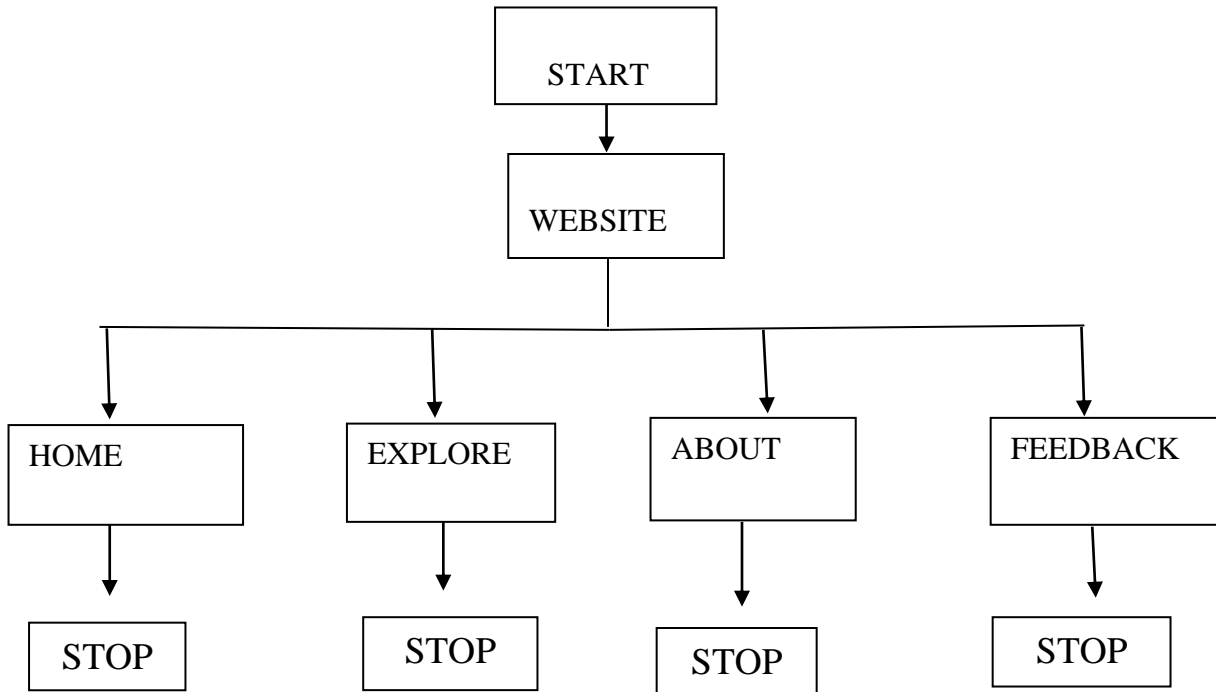 START
WEBSITE
HOME
EXPLORE
ABOUT
FEEDBACK
STOP
STOP
STOP
STOP